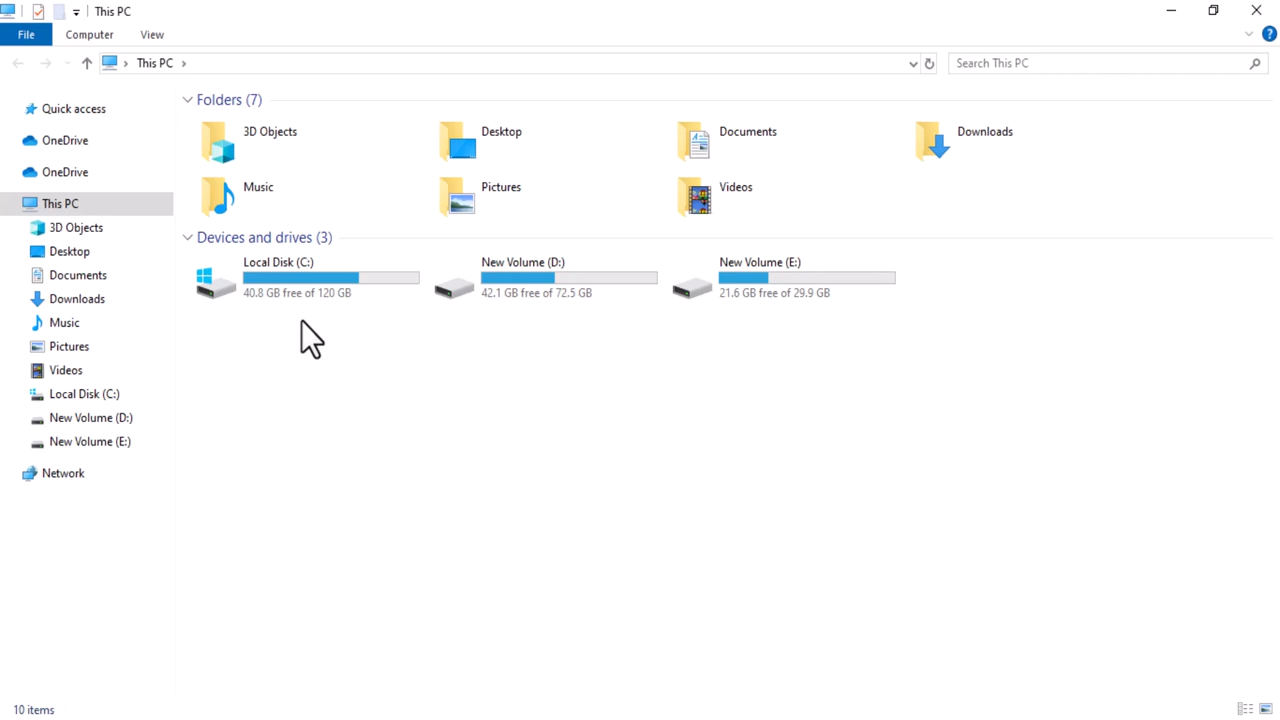 This PC
File
Computer
View
This PC
Search This PC
Quick access
OneDrive
OneDrive
This PC
3D Objects
Desktop
Documents
Downloads
Music
Pictures
Videos
Local Disk (C:)
New Volume (D:)
New Volume (E:)
Network
Folders (7)
3D Objects
Desktop
Documents
Downloads
Music
Pictures
Videos
Devices and drives (3)
Local Disk (C:)
40.8 GB free of 120 GB
New Volume (D:)
42.1 GB free of 72.5 GB
New Volume (E:)
21.6 GB free of 29.9 GB
10 items